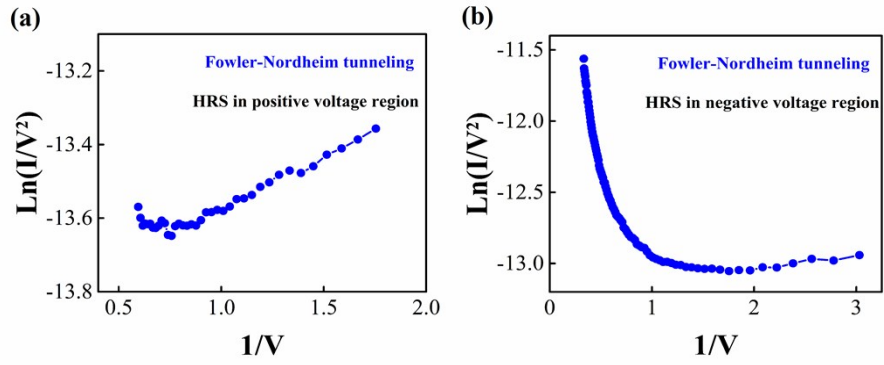 (a)
Fowler-Nordheim tunneling
HRS in positive voltage region
Ln(I/V²)
-13.2
-13.4
-13.6
-13.8
0.5
1.0
1.5
2.0
1/V
(b)
Fowler-Nordheim tunneling
HRS in negative voltage region
Ln(I/V²)
-11.5
-12.0
-12.5
-13.0
0
1
2
3
1/V